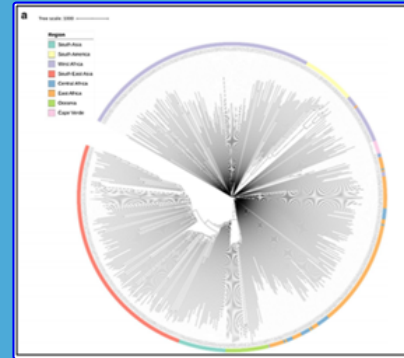 a
Tree scale: 1000
Region
South Asia
South America
West Africa
South East Asia
Central Africa
East Africa
Oceania
Cape Verde